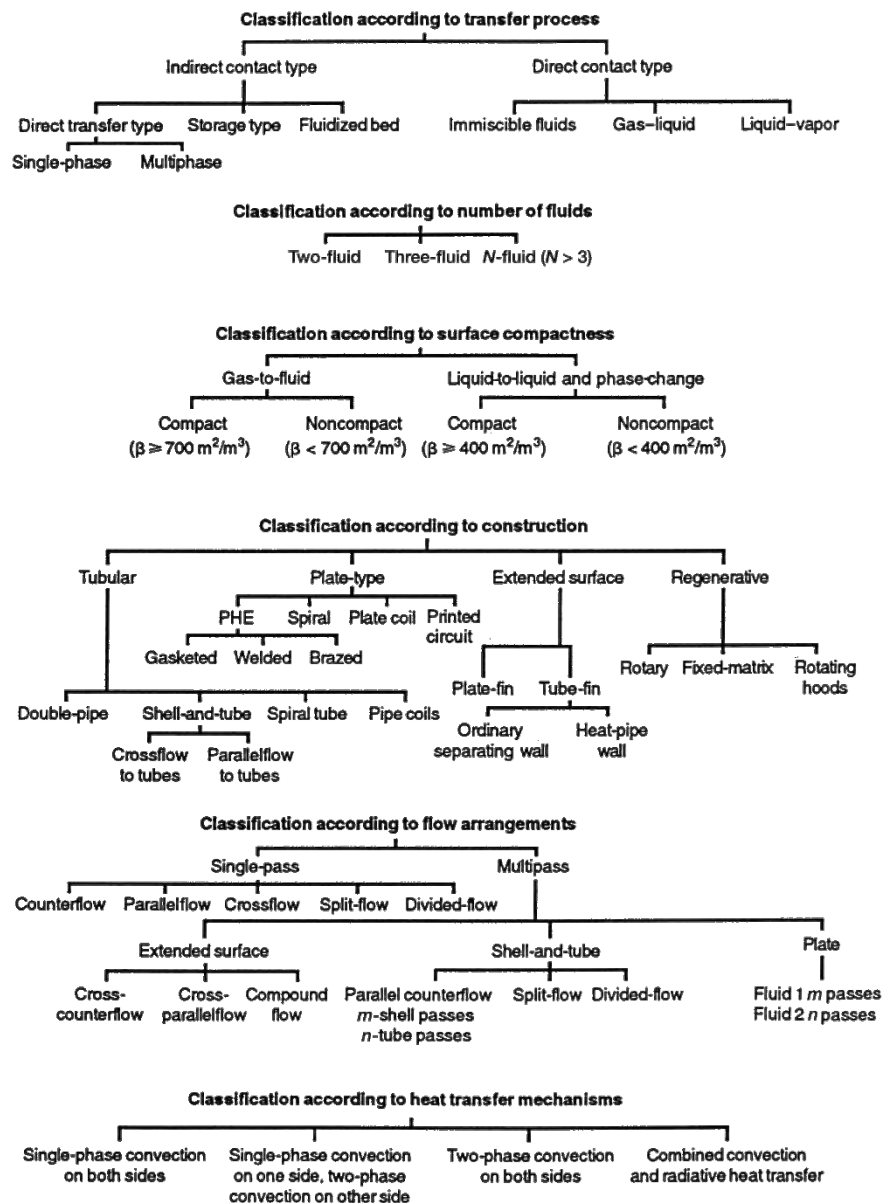 Classification according to transfer process
Indirect contact type Direct contact type
Direct transfer type Storage type Fluidized bed Immiscible fluids Gas–liquid Liquid–vapor
Single-phase Multiphase
Classification according to number of fluids
Two-fluid Three-fluid N-fluid (N > 3)
Classification according to surface compactness
Gas-to-fluid Liquid-to-liquid and phase-change
Compact Noncompact Compact Noncompact
(β ≥ 700 m²/m³) (β < 700 m²/m³) (β ≥ 400 m²/m³) (β < 400 m²/m³)
Classification according to construction
Tubular Plate-type Extended surface Regenerative
PHE Spiral Plate coil Printed
circuit
Gasketed Welded Brazed
Rotary Fixed-matrix Rotating
hoods
Plate-fin Tube-fin
Double-pipe Shell-and-tube Spiral tube Pipe coils
Ordinary Heat-pipe
separating wall wall
Crossflow Parallelflow
to tubes to tubes
Classification according to flow arrangements
Single-pass Multipass
Counterflow Parallelflow Crossflow Split-flow Divided-flow
Extended surface Shell-and-tube Plate
Cross- Cross- Compound Parallel counterflow Split-flow Divided-flow Fluid 1 m passes
counterflow parallelflow flow m-shell passes Fluid 2 n passes
n-tube passes
Classification according to heat transfer mechanisms
Single-phase convection Single-phase convection Two-phase convection Combined convection
on both sides on one side, two-phase on both sides and radiative heat transfer
convection on other side